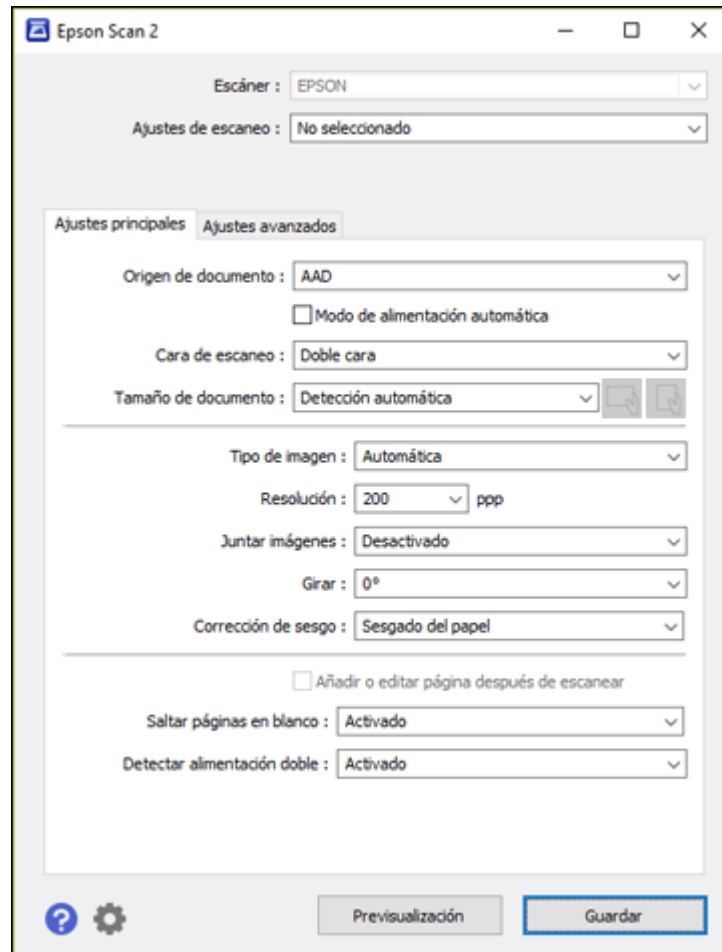 Epson Scan 2
Escáner : EPSON
Ajustes de escaneo : No seleccionado
Ajustes principales Ajustes avanzados
Origen de documento : AAD
Modo de alimentación automática
Cara de escaneo : Doble cara
Tamaño de documento : Detección automática
Tipo de imagen : Automática
Resolución : 200 ppp
Juntar imágenes : Desactivado
Girar : 0°
Corrección de sesgo : Sesgado del papel
Añadir o editar página después de escanear
Saltar páginas en blanco : Activado
Detectar alimentación doble : Activado
? Previsualización Guardar